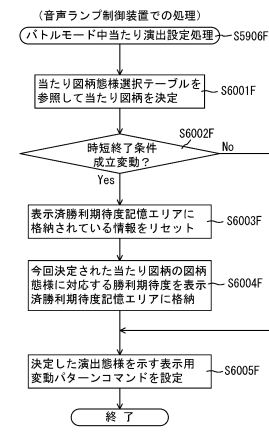 （音声ランプ制御装置での処理）
バトルモード中当たり演出設定処理
S5906F
当たり図柄態様選択テーブルを
参照して当たり図柄を決定
S6001F
S6002F
時短終了条件
成立変動？
No
Yes
表示済勝利期待度記憶エリアに
格納されている情報をリセット
S6003F
今回決定された当たり図柄の図柄
態様に対応する勝利期待度を表示
済勝利期待度記憶エリアに格納
S6004F
決定した演出態様を示す表示用
変動パターンコマンドを設定
S6005F
終了